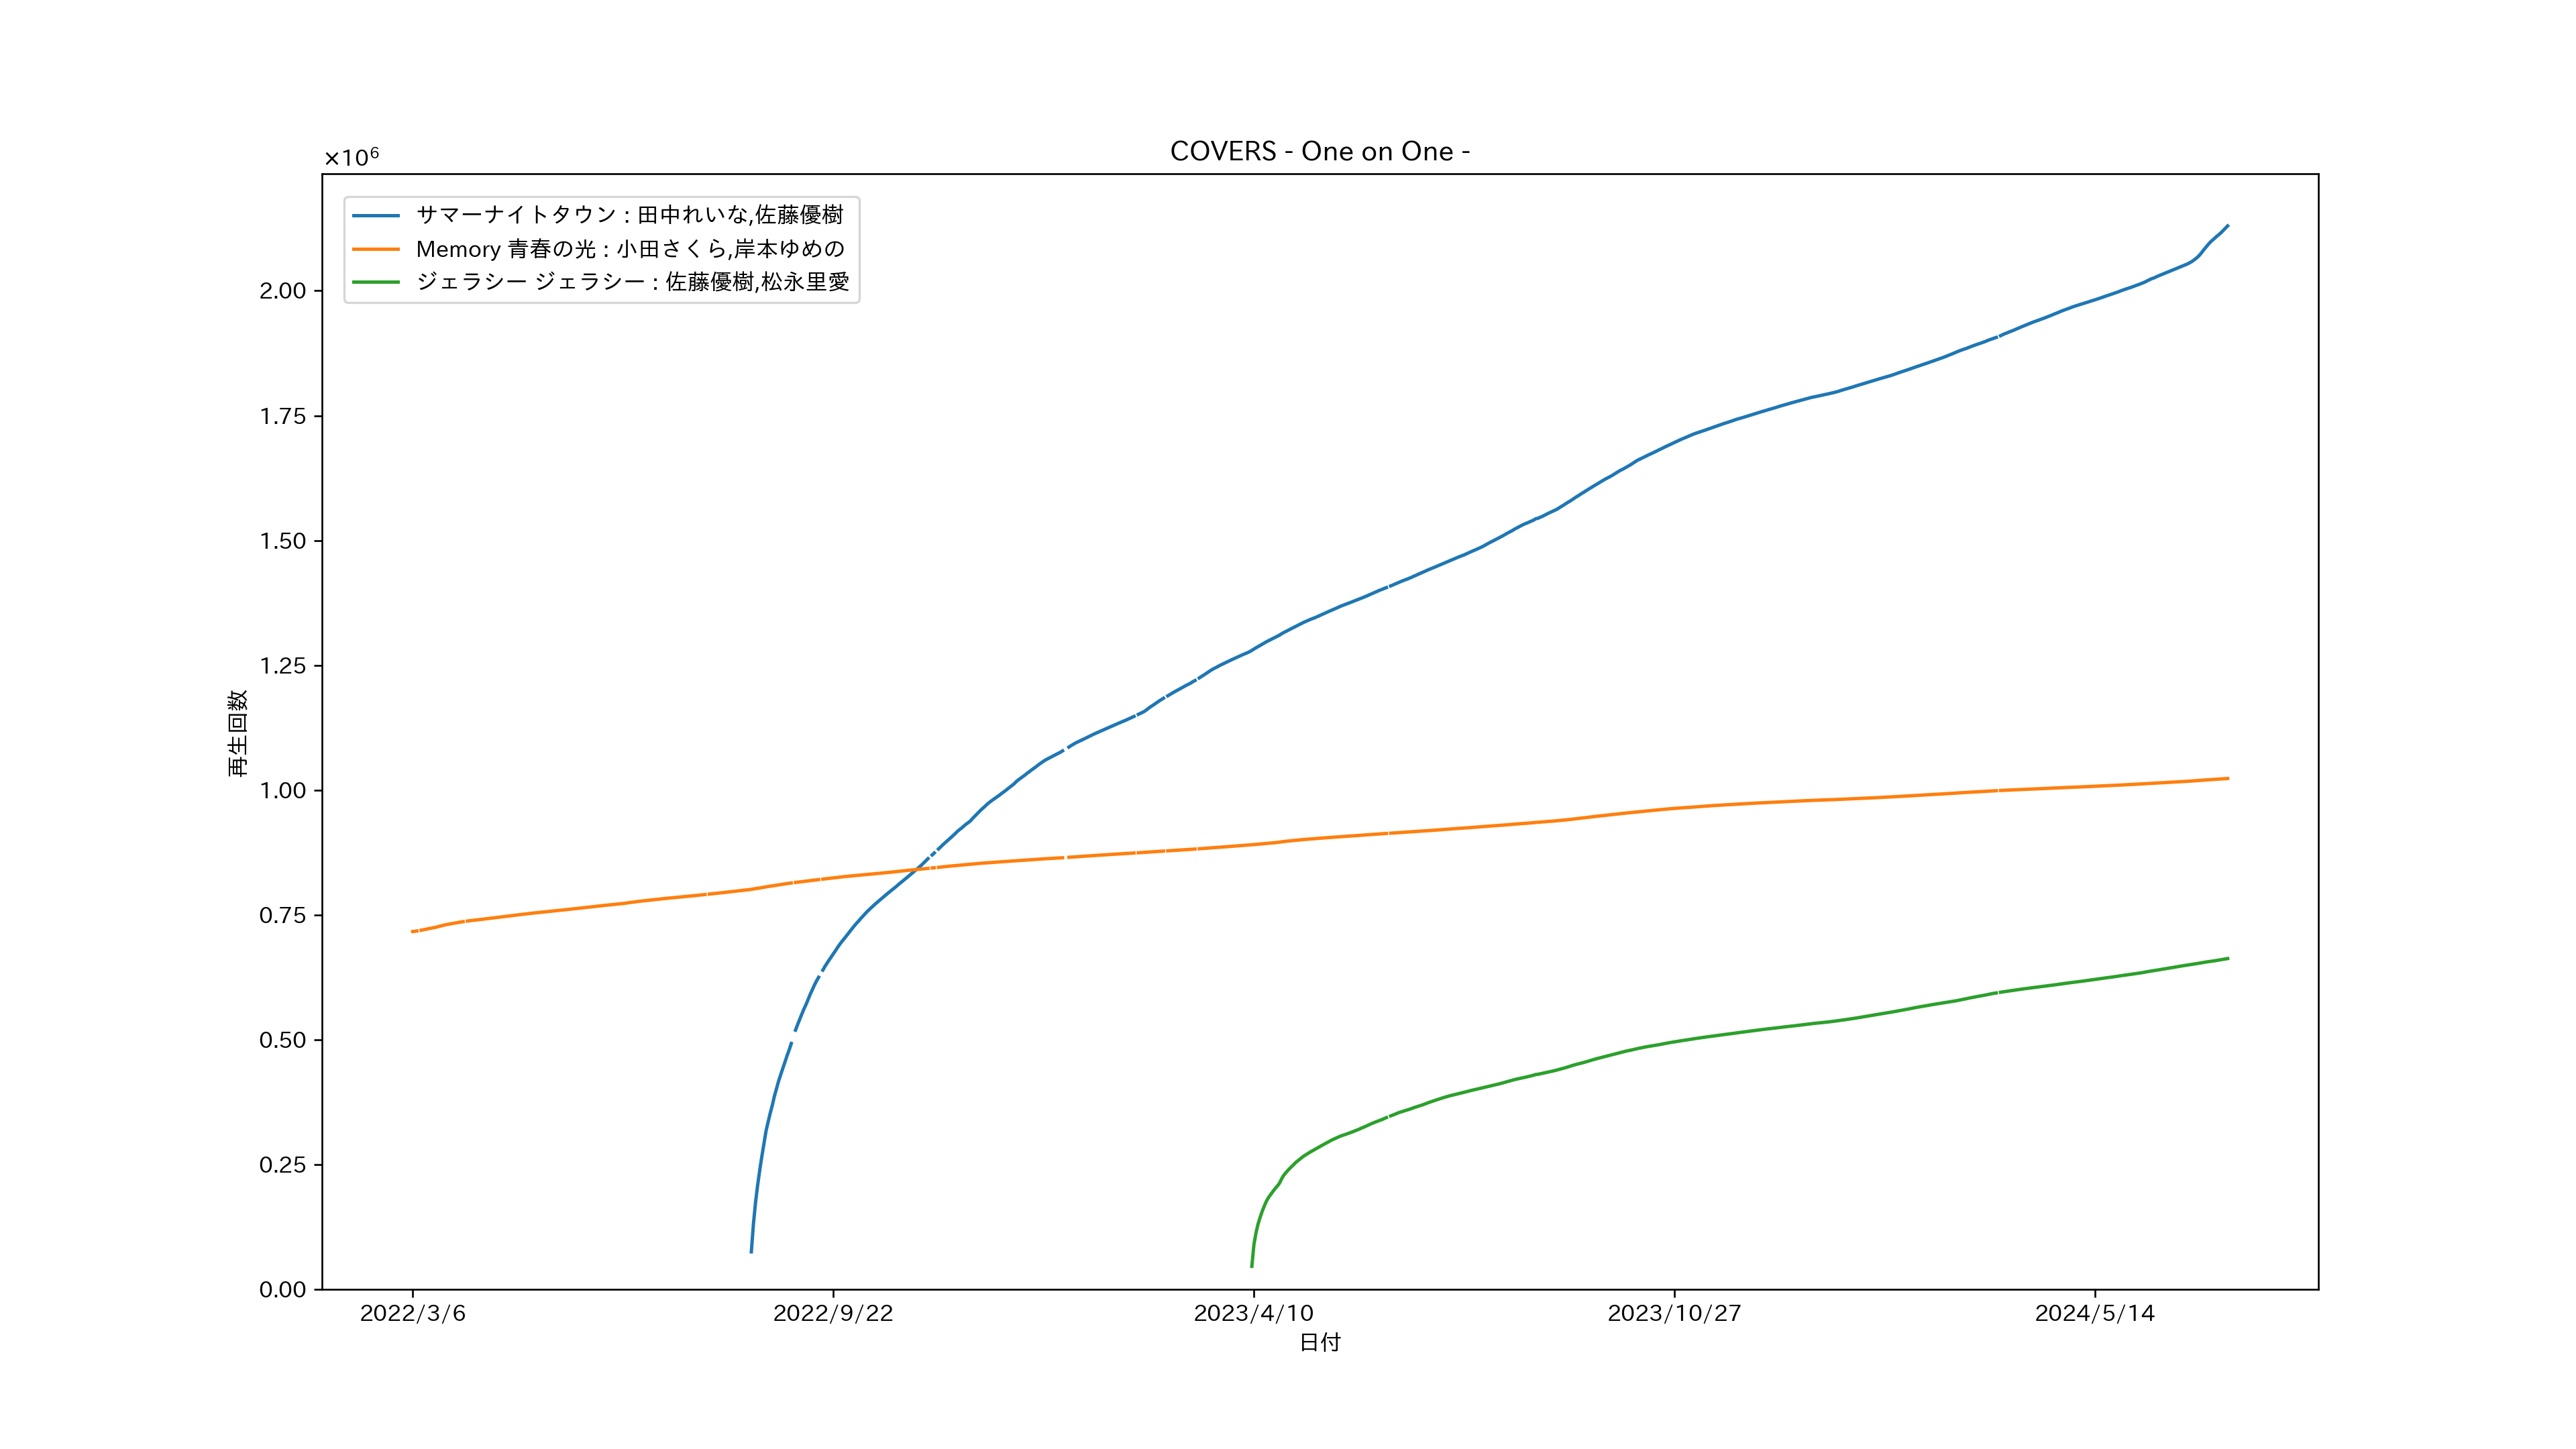 COVERS - One on One -
×10⁶
サマーナイトタウン : 田中れいな,佐藤優樹
Memory 青春の光 : 小田さくら,岸本ゆめの
ジェラシー ジェラシー : 佐藤優樹,松永里愛
2.00
1.75
1.50
1.25
1.00
0.75
0.50
0.25
0.00
再生回数
2022/3/6
2022/9/22
2023/4/10
2023/10/27
2024/5/14
日付